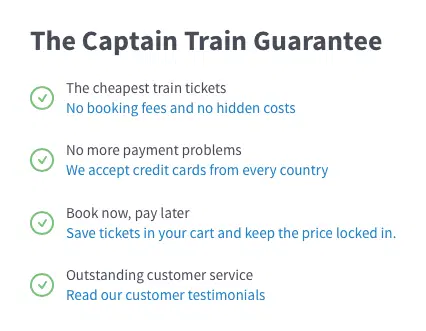 The Captain Train Guarantee
The cheapest train tickets
No booking fees and no hidden costs
No more payment problems
We accept credit cards from every country
Book now, pay later
Save tickets in your cart and keep the price locked in.
Outstanding customer service
Read our customer testimonials